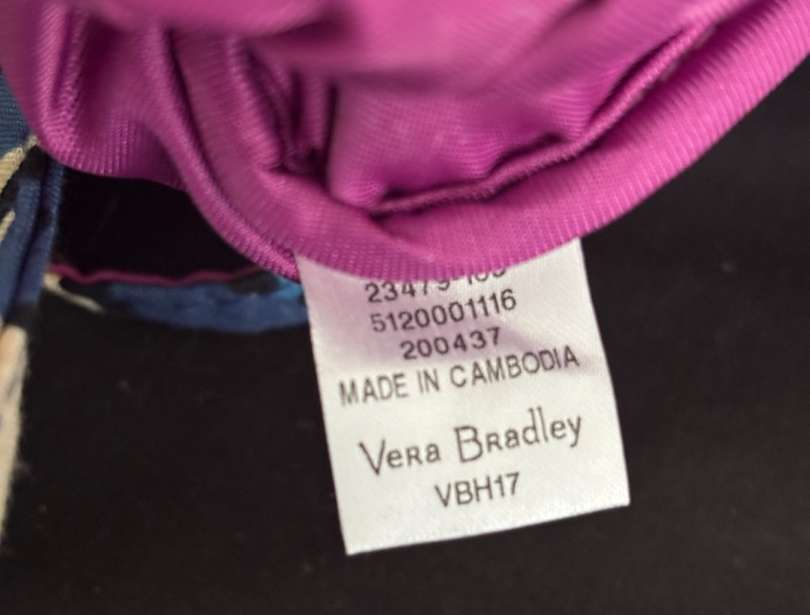 5120001116
200437
MADE IN CAMBODIA
Vera Bradley
VBH17